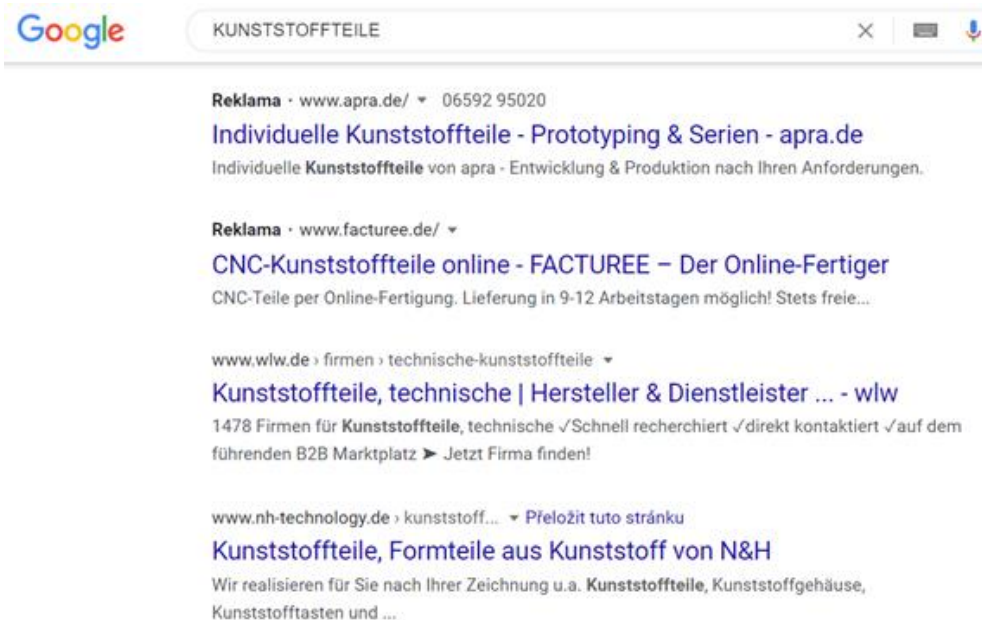 Google
KUNSTSTOFFTEILE
Reklama · www.apra.de/ 06592 95020
Individuelle Kunststoffteile - Prototyping & Serien - apra.de
Individuelle Kunststoffteile von apra - Entwicklung & Produktion nach Ihren Anforderungen.
Reklama · www.facturee.de/
CNC-Kunststoffteile online - FACTUREE – Der Online-Fertiger
CNC-Teile per Online-Fertigung. Lieferung in 9-12 Arbeitstagen möglich! Stets freie...
www.wlw.de › firmen › technische-kunststoffteile
Kunststoffteile, technische | Hersteller & Dienstleister ... - wlw
1478 Firmen für Kunststoffteile, technische ✓Schnell recherchiert ✓direkt kontaktiert ✓auf dem
führenden B2B Marktplatz ➤ Jetzt Firma finden!
www.nh-technology.de › kunststoff... Přeložit tuto stránku
Kunststoffteile, Formteile aus Kunststoff von N&H
Wir realisieren für Sie nach Ihrer Zeichnung u.a. Kunststoffteile, Kunststoffgehäuse,
Kunststofftasten und ...